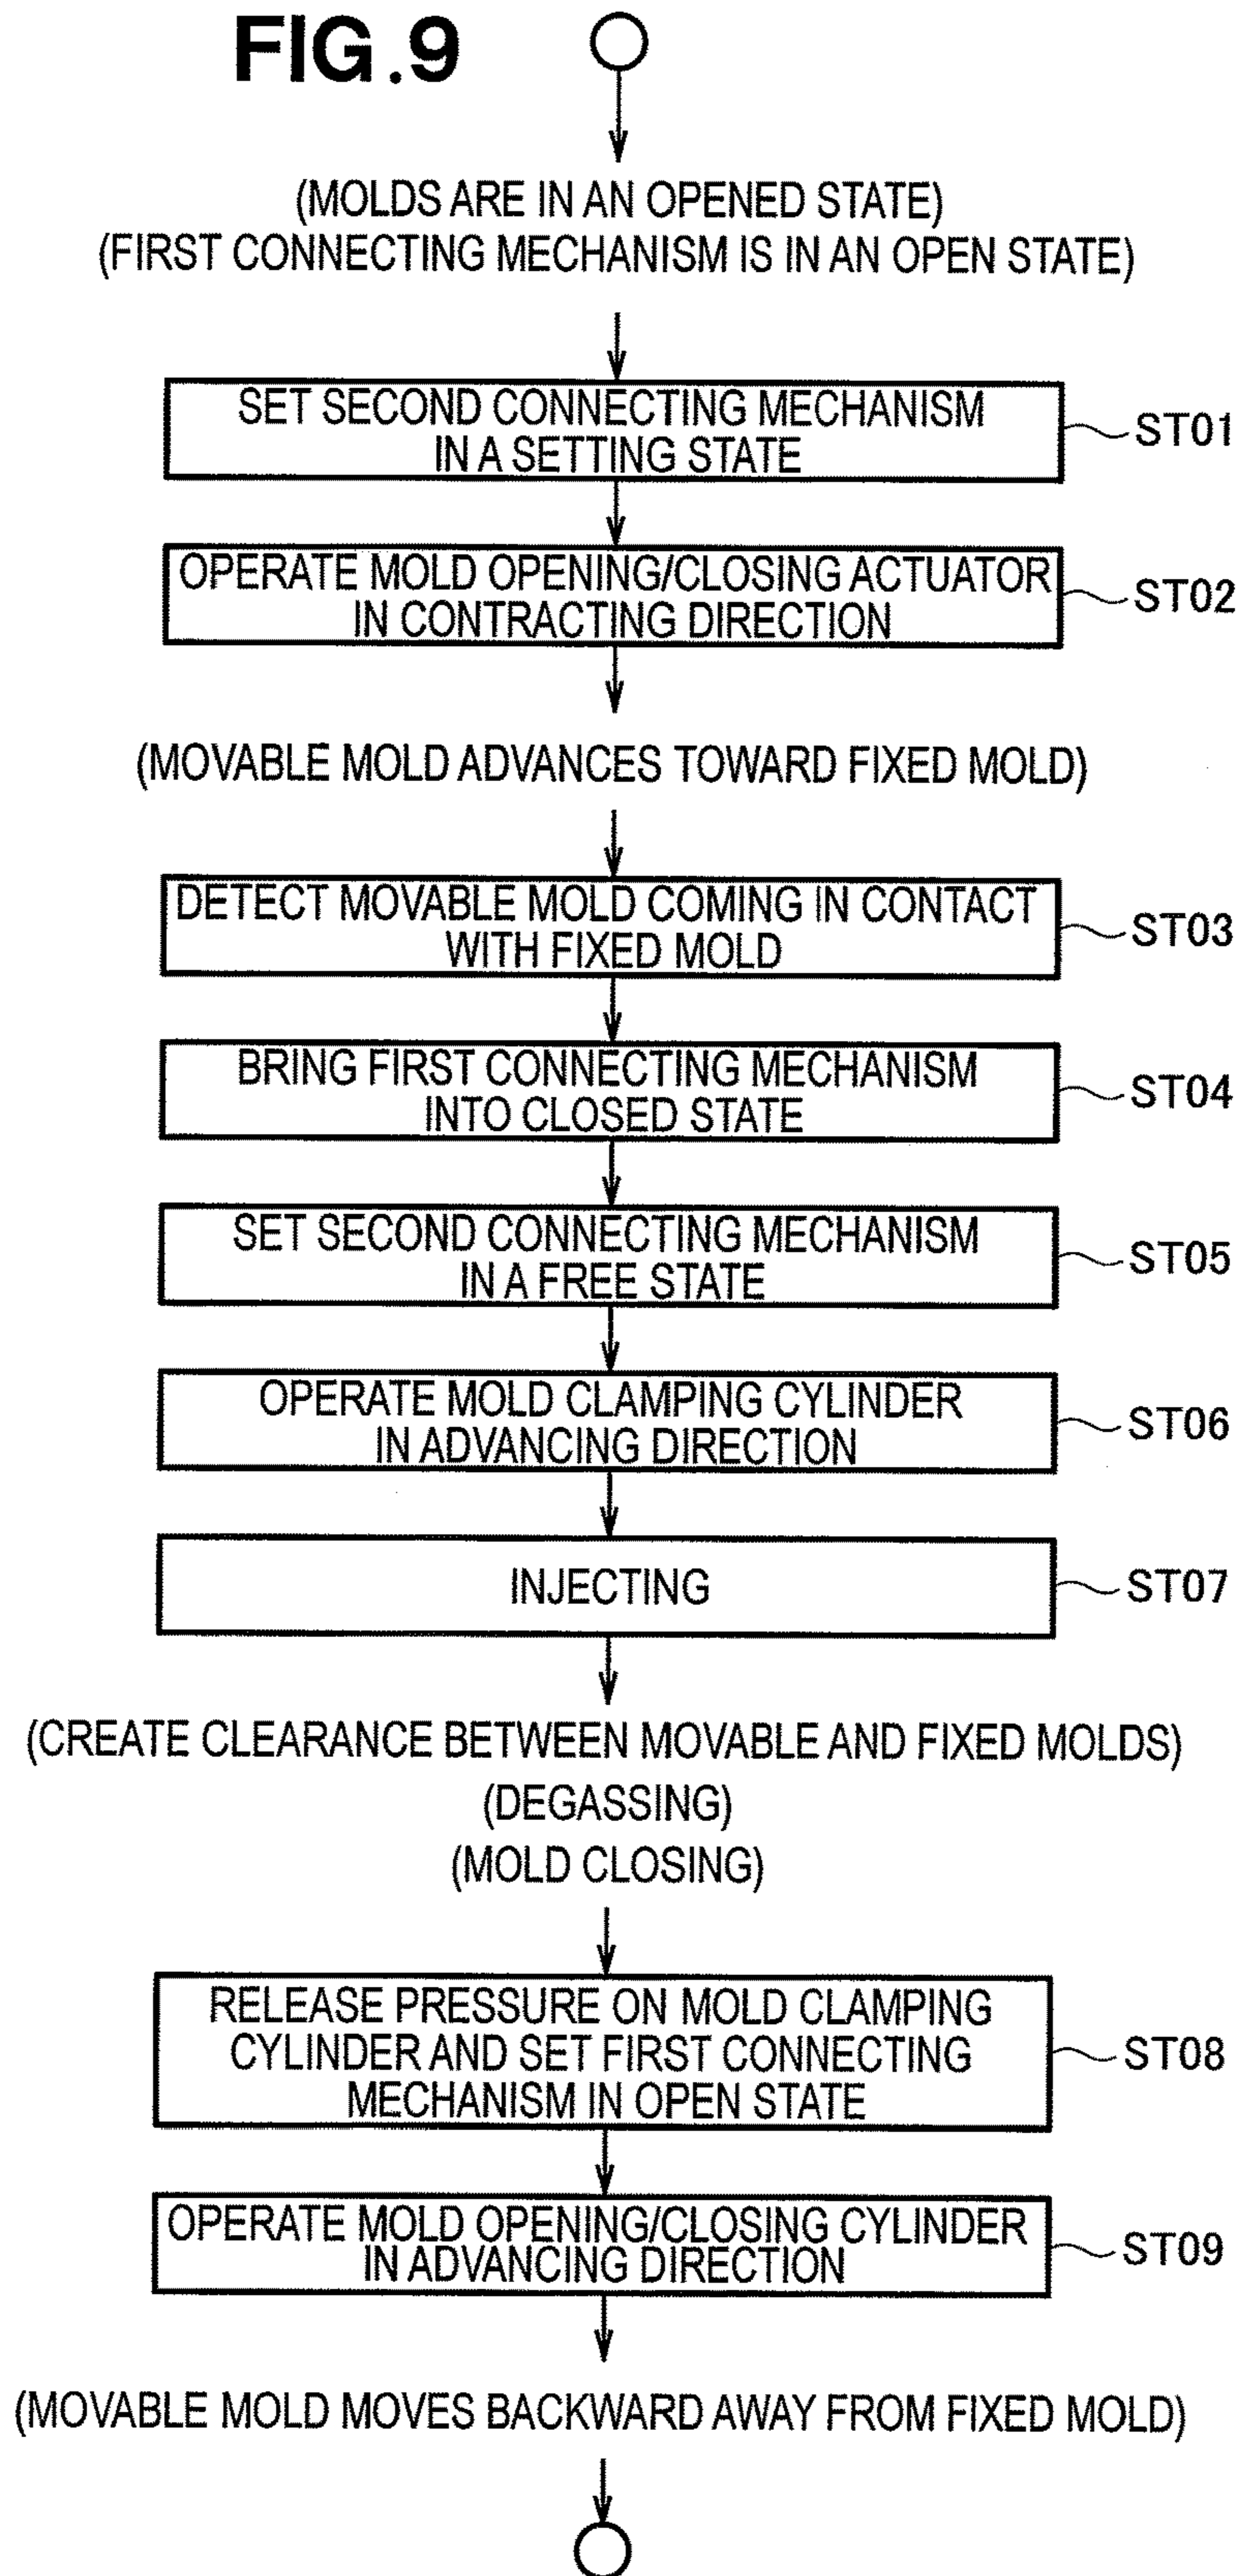 FIG.9
(MOLDS ARE IN AN OPENED STATE)
(FIRST CONNECTING MECHANISM IS IN AN OPEN STATE)
SET SECOND CONNECTING MECHANISM
IN A SETTING STATE
ST01
OPERATE MOLD OPENING/CLOSING ACTUATOR
IN CONTRACTING DIRECTION
ST02
(MOVABLE MOLD ADVANCES TOWARD FIXED MOLD)
DETECT MOVABLE MOLD COMING IN CONTACT
WITH FIXED MOLD
ST03
BRING FIRST CONNECTING MECHANISM
INTO CLOSED STATE
ST04
SET SECOND CONNECTING MECHANISM
IN A FREE STATE
ST05
OPERATE MOLD CLAMPING CYLINDER
IN ADVANCING DIRECTION
ST06
INJECTING
ST07
(CREATE CLEARANCE BETWEEN MOVABLE AND FIXED MOLDS)
(DEGASSING)
(MOLD CLOSING)
RELEASE PRESSURE ON MOLD CLAMPING
CYLINDER AND SET FIRST CONNECTING
MECHANISM IN OPEN STATE
ST08
OPERATE MOLD OPENING/CLOSING CYLINDER
IN ADVANCING DIRECTION
ST09
(MOVABLE MOLD MOVES BACKWARD AWAY FROM FIXED MOLD)